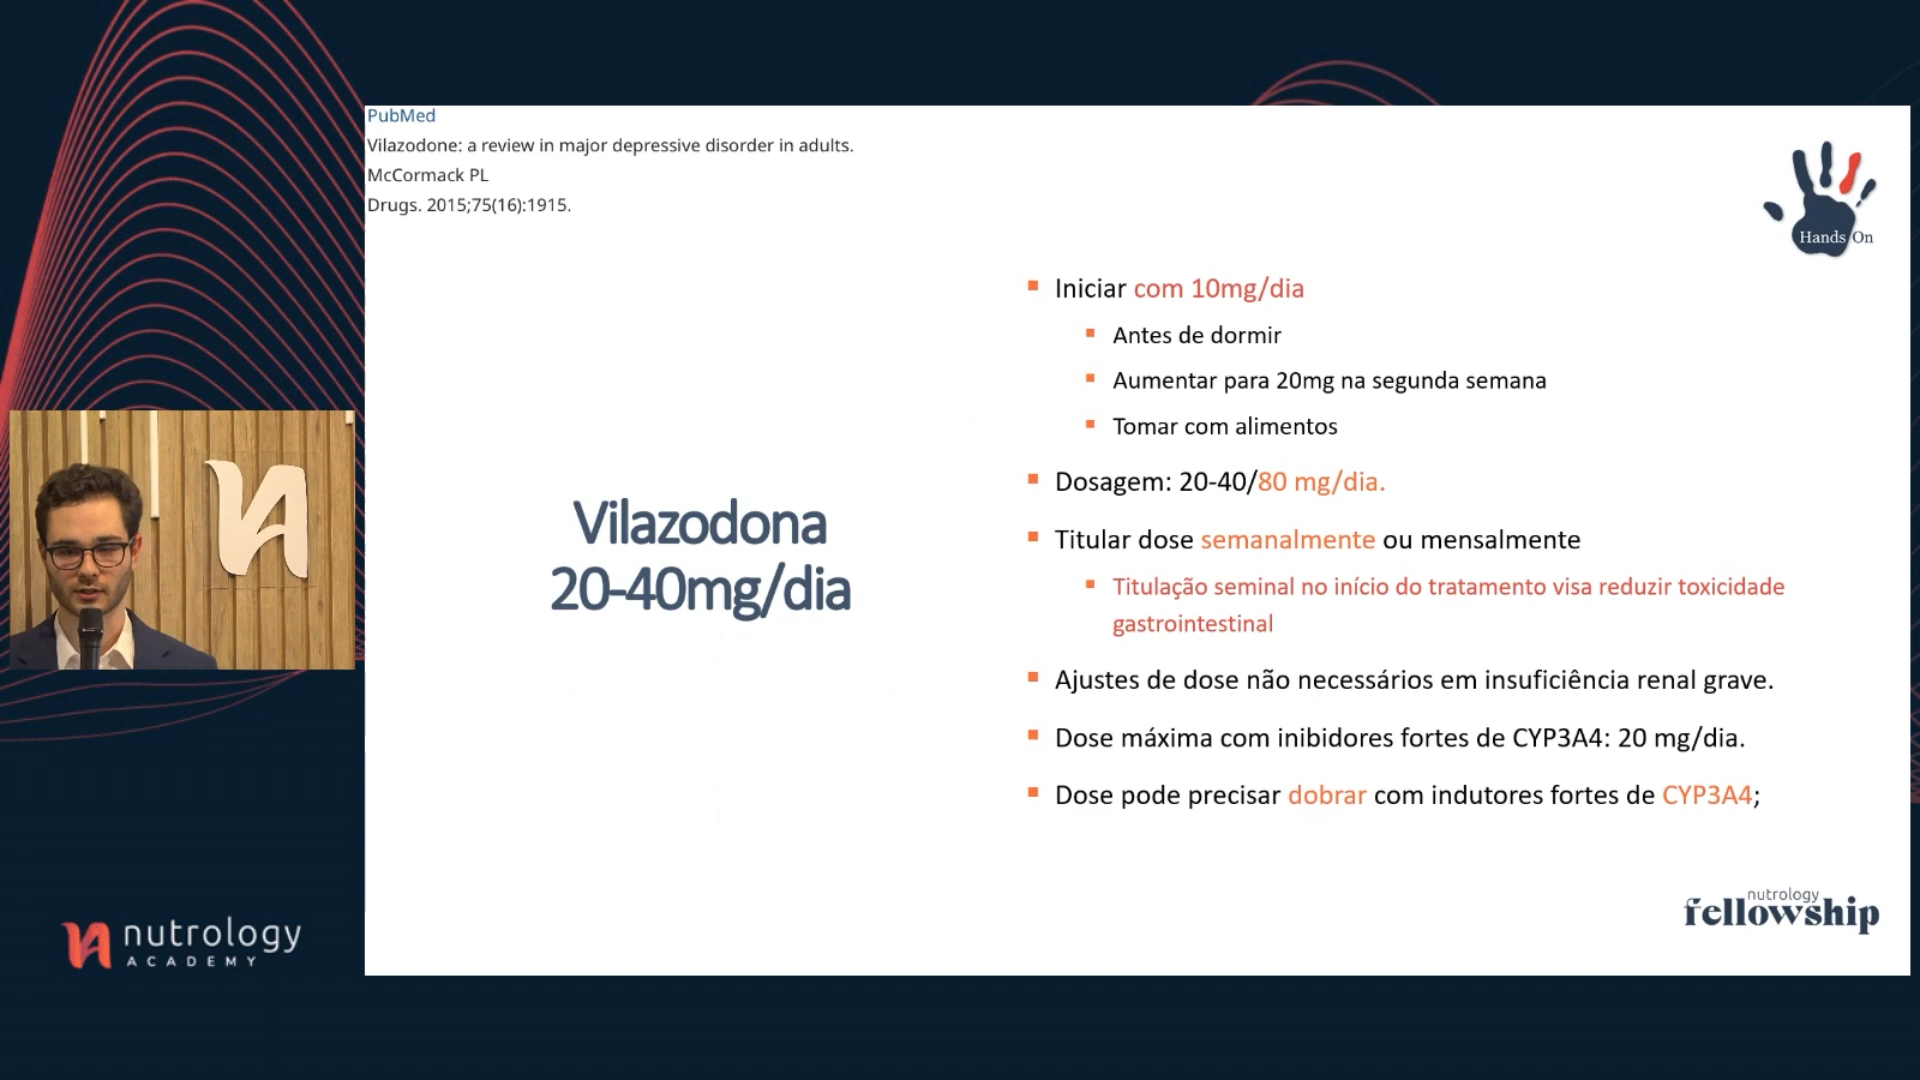 PubMed
Vilazodone: a review in major depressive disorder in adults.
McCormack PL
Drugs. 2015;75(16):1915.
Hands On
Vilazodona
20-40mg/dia
Iniciar com 10mg/dia
Antes de dormir
Aumentar para 20mg na segunda semana
Tomar com alimentos
Dosagem: 20-40/80 mg/dia.
Titular dose semanalmente ou mensalmente
Titulação seminal no início do tratamento visa reduzir toxicidade
gastrointestinal
Ajustes de dose não necessários em insuficiência renal grave.
Dose máxima com inibidores fortes de CYP3A4: 20 mg/dia.
Dose pode precisar dobrar com indutores fortes de CYP3A4;
nutrology
fellowship
nutrology
ACADEMY